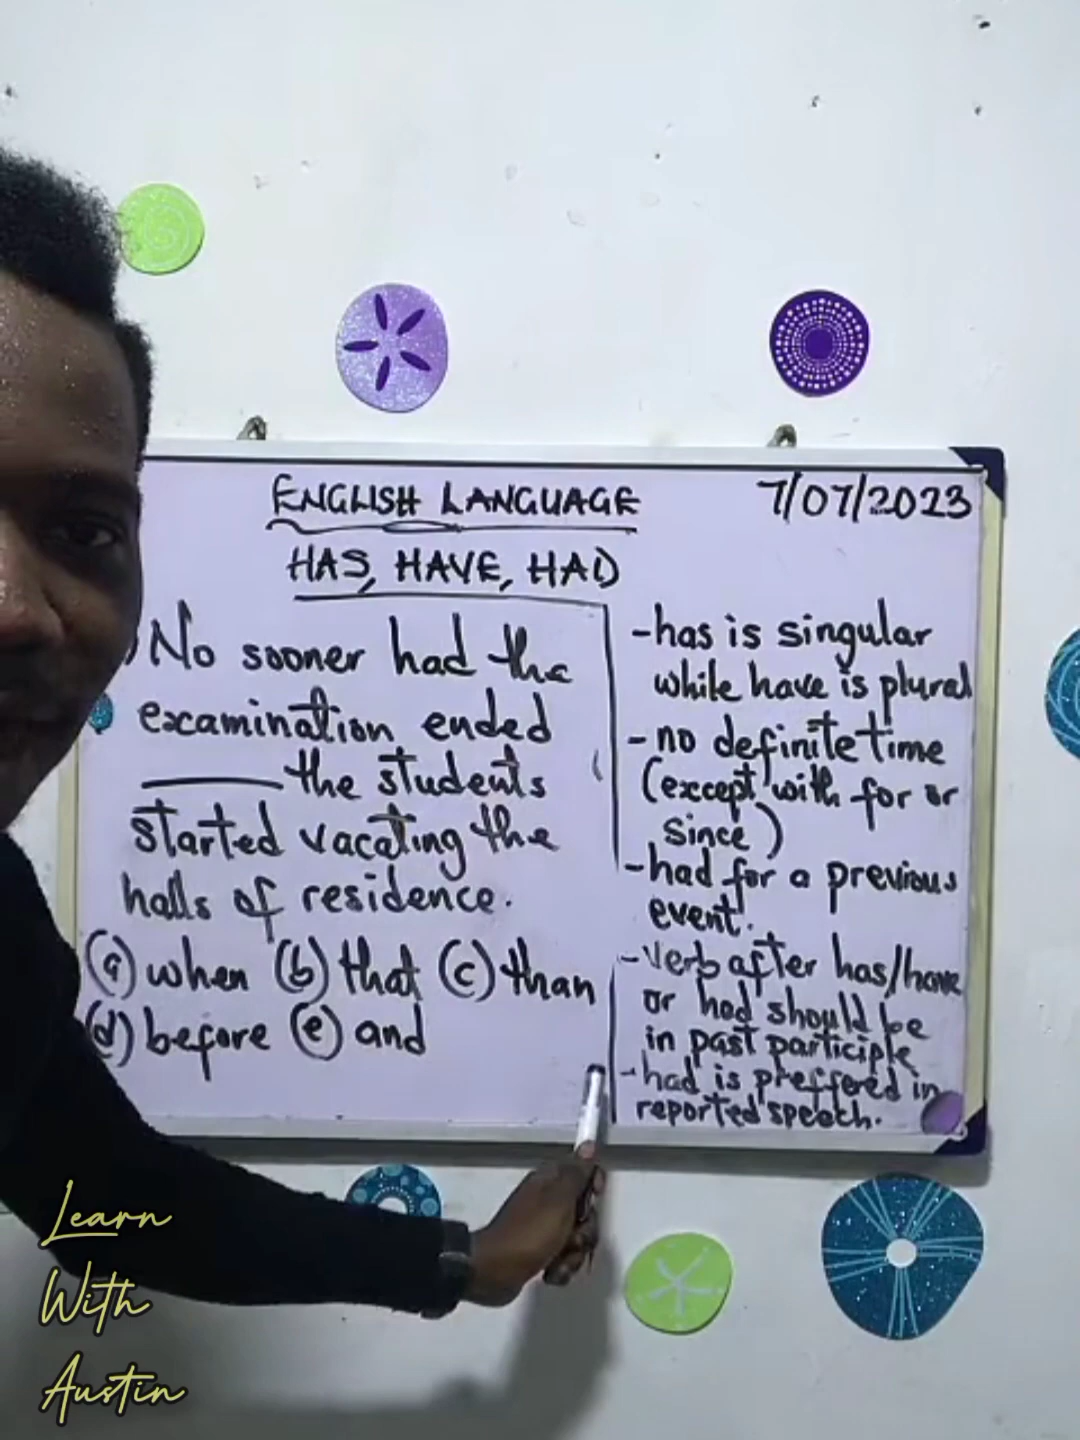 ENGLISH LANGUAGE
7/07/2023
HAS, HAVE, HAD
) No sooner had the
examination ended
______ the students
started vacating the
halls of residence.
(a) when (b) that (c) than
(d) before (e) and
-has is singular
while have is plural
-no definite time
(except with for or
since)
-had for a previous
event.
-verb after has/have
or had should be
in past participle
-had is preffered in
reported speech.
Learn
With
Austin